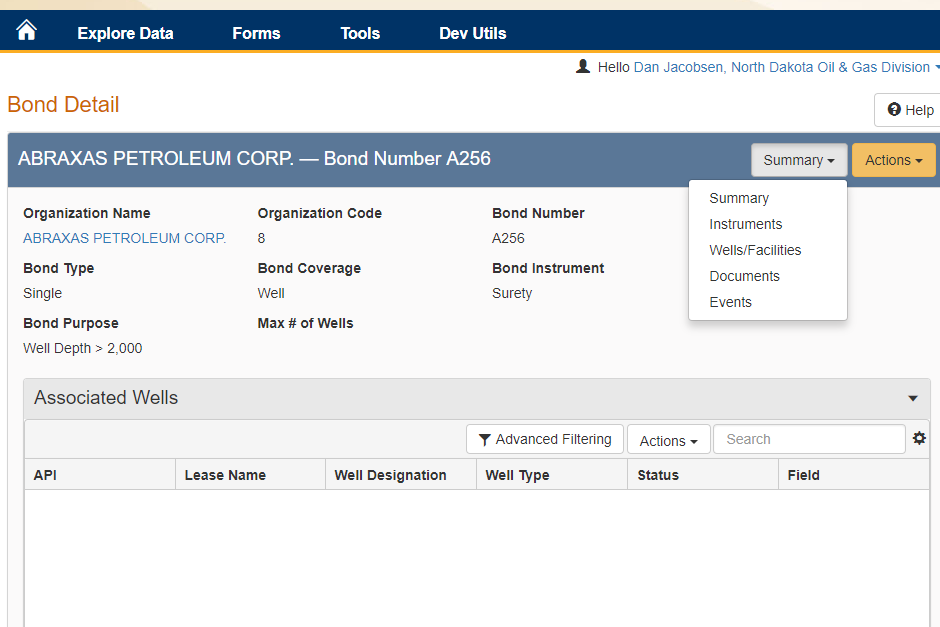 Explore Data Forms Tools Dev Utils
Hello Dan Jacobsen, North Dakota Oil & Gas Division
Bond Detail
Help
ABRAXAS PETROLEUM CORP. — Bond Number A256
Summary Actions
Summary
Instruments
Wells/Facilities
Documents
Events
Organization Name Organization Code Bond Number
ABRAXAS PETROLEUM CORP. 8 A256
Bond Type Bond Coverage Bond Instrument
Single Well Surety
Bond Purpose Max # of Wells
Well Depth > 2,000
Associated Wells
Advanced Filtering Actions Search
API Lease Name Well Designation Well Type Status Field